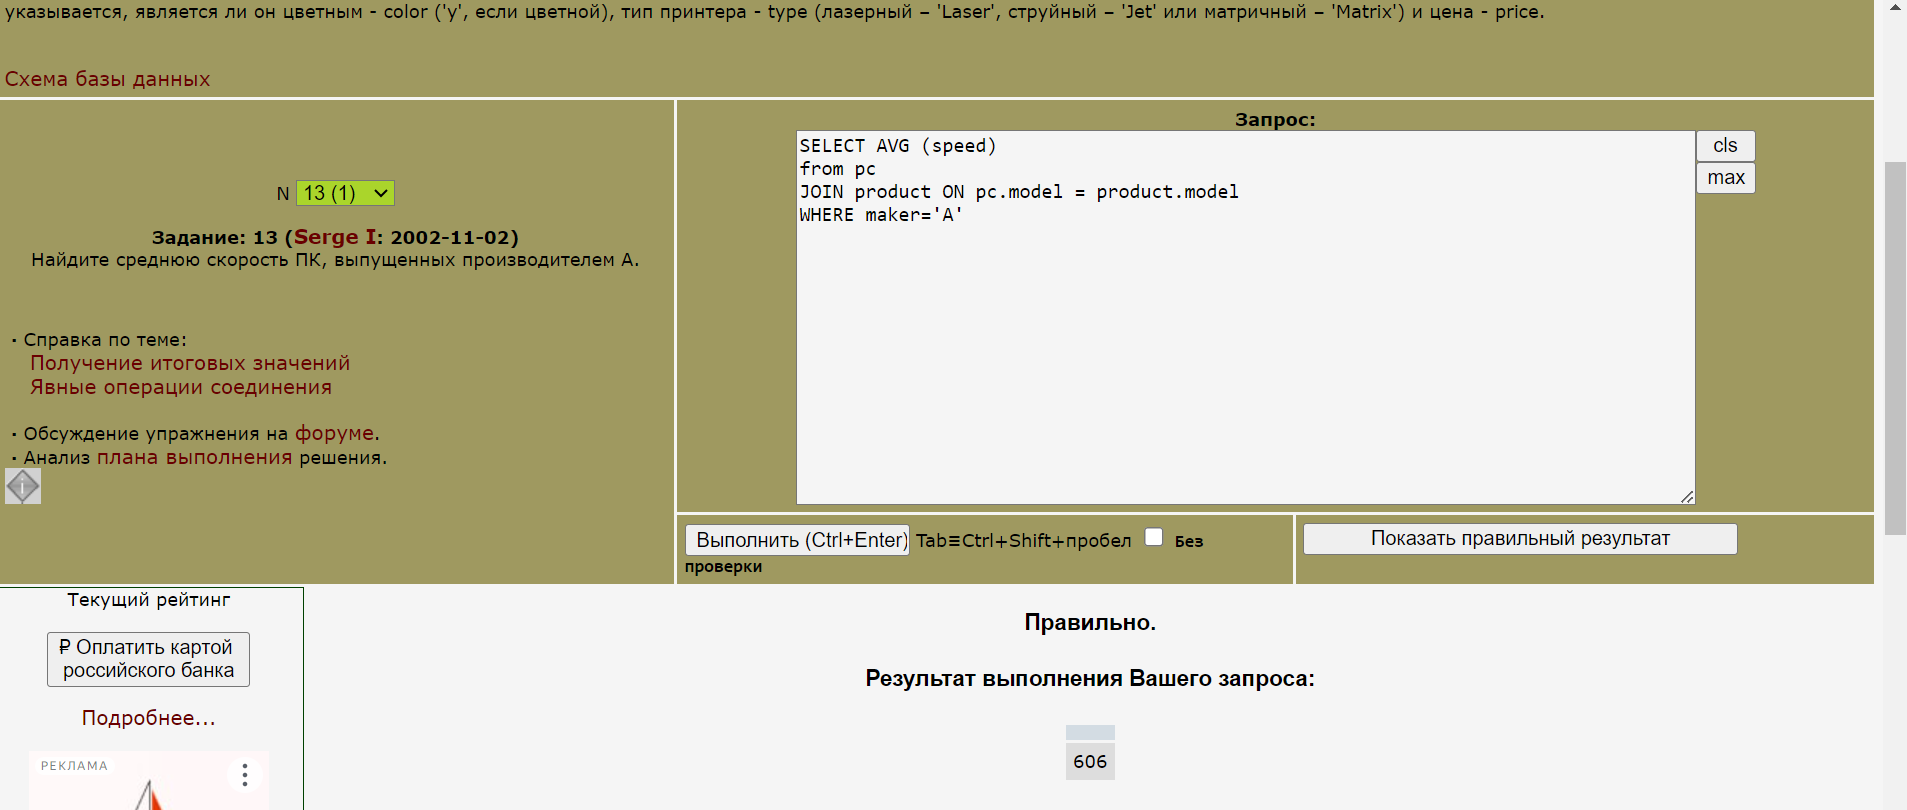 указывается, является ли он цветным - color ('y', если цветной), тип принтера - type (лазерный – 'Laser', струйный – 'Jet' или матричный – 'Matrix') и цена - price.
Схема базы данных
N 13 (1)
Задание: 13 (Serge I: 2002-11-02)
Найдите среднюю скорость ПК, выпущенных производителем A.
· Справка по теме:
Получение итоговых значений
Явные операции соединения
· Обсуждение упражнения на форуме.
· Анализ плана выполнения решения.
i
Запрос:
SELECT AVG (speed)
from pc
JOIN product ON pc.model = product.model
WHERE maker='A'
cls
max
Выполнить (Ctrl+Enter) Tab≡Ctrl+Shift+пробел Без
проверки
Показать правильный результат
Текущий рейтинг
₽ Оплатить картой
российского банка
Подробнее...
РЕКЛАМА
Правильно.
Результат выполнения Вашего запроса:
606